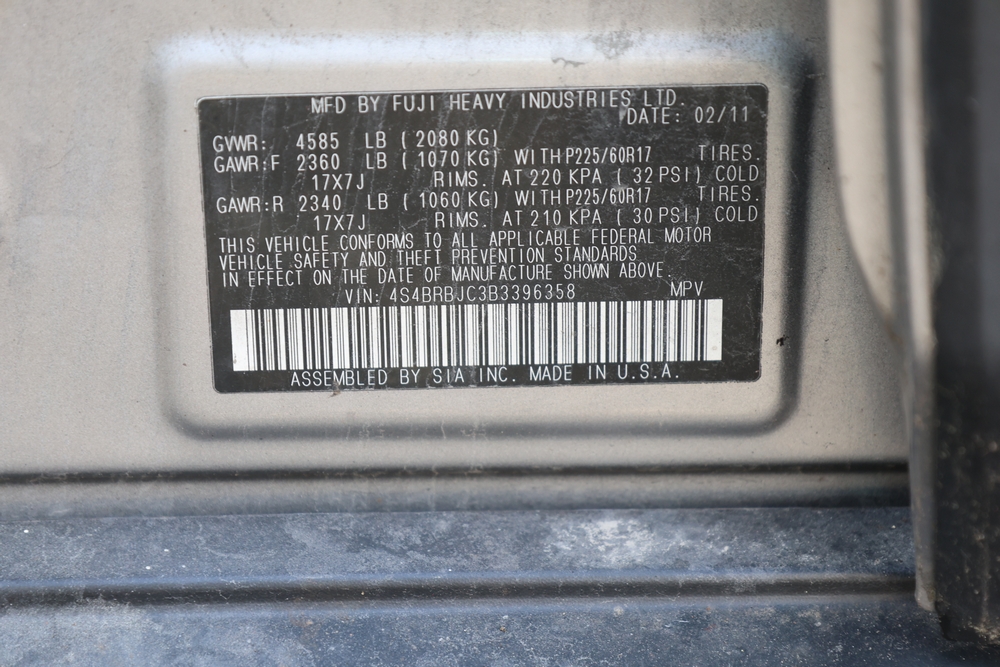 MFD BY FUJI HEAVY INDUSTRIES LTD.
DATE: 02/11
GVWR: 4585 LB ( 2080 KG)
GAWR:F 2360 LB ( 1070 KG) WITH P225/60R17 TIRES.
17X7J RIMS. AT 220 KPA ( 32 PSI) COLD
GAWR:R 2340 LB ( 1060 KG) WITH P225/60R17 TIRES.
17X7J RIMS. AT 210 KPA ( 30 PSI) COLD
THIS VEHICLE CONFORMS TO ALL APPLICABLE FEDERAL MOTOR
VEHICLE SAFETY AND THEFT PREVENTION STANDARDS
IN EFFECT ON THE DATE OF MANUFACTURE SHOWN ABOVE.
VIN: 4S4BRBJC3B3396358 MPV
ASSEMBLED BY SIA INC. MADE IN U.S.A.